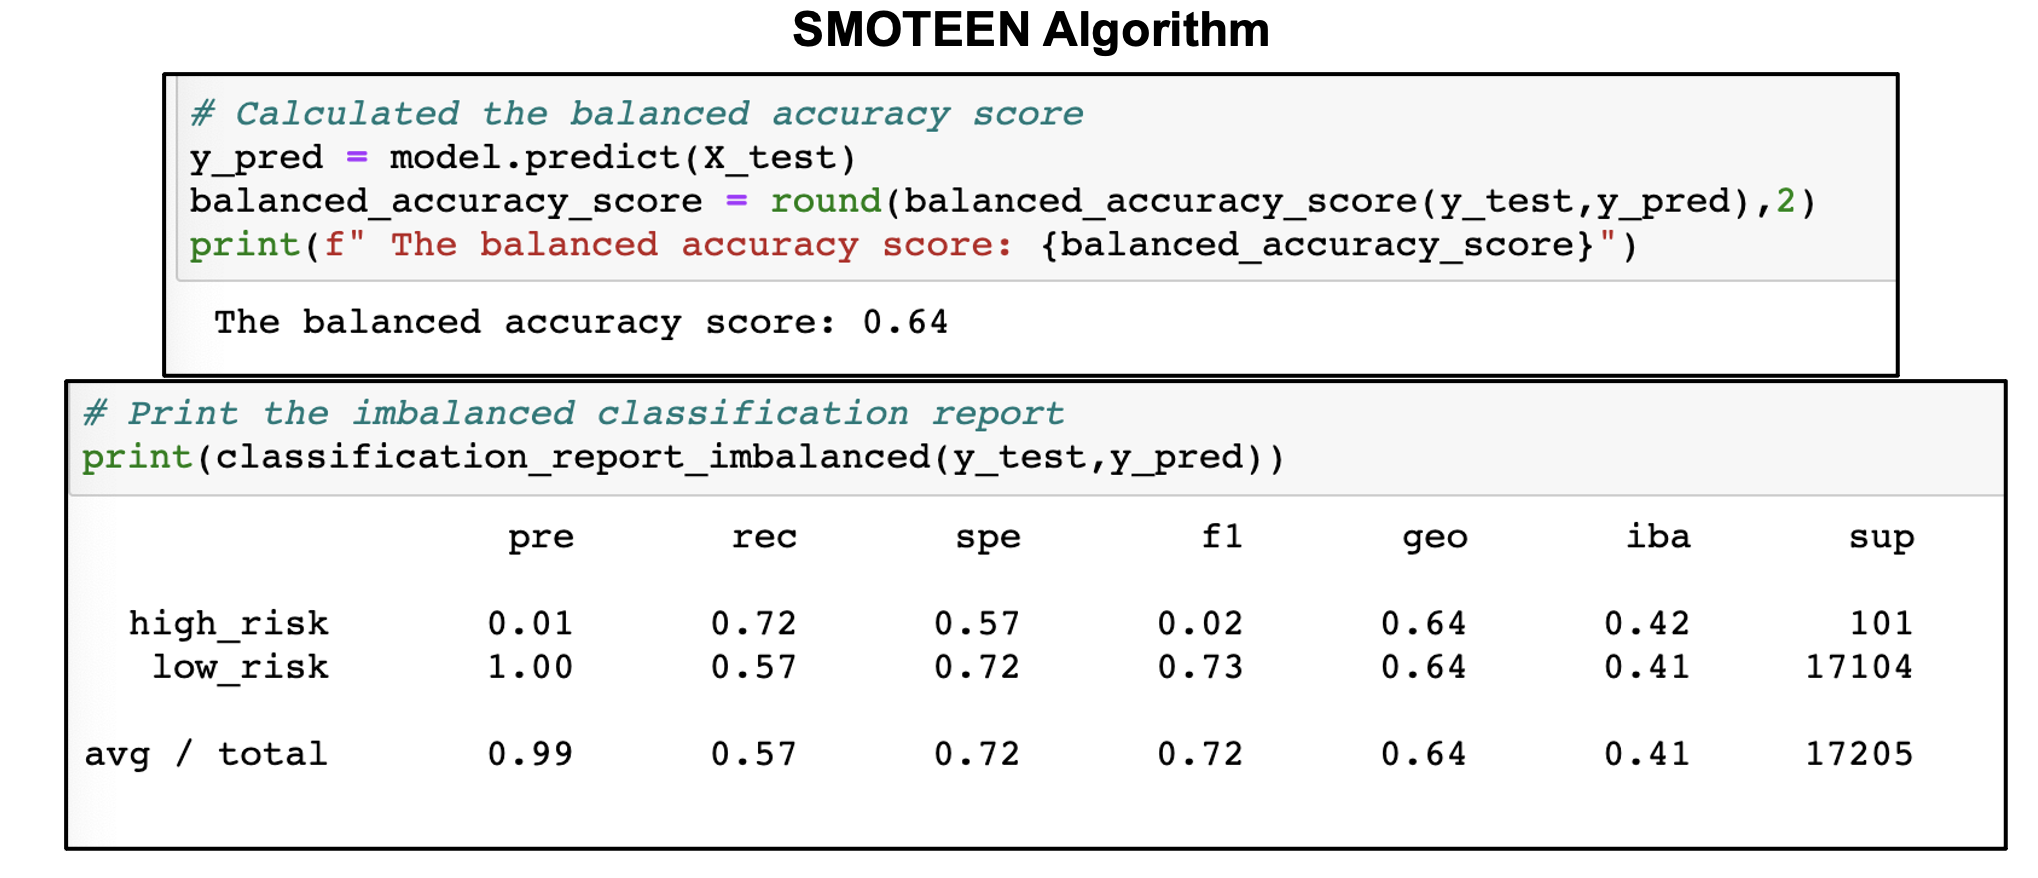 SMOTEEN Algorithm
# Calculated the balanced accuracy score
y_pred = model.predict(X_test)
balanced_accuracy_score = round(balanced_accuracy_score(y_test,y_pred),2)
print(f" The balanced accuracy score: {balanced_accuracy_score}")
The balanced accuracy score: 0.64
# Print the imbalanced classification report
print(classification_report_imbalanced(y_test,y_pred))
pre rec spe f1 geo iba sup
high_risk 0.01 0.72 0.57 0.02 0.64 0.42 101
low_risk 1.00 0.57 0.72 0.73 0.64 0.41 17104
avg / total 0.99 0.57 0.72 0.72 0.64 0.41 17205